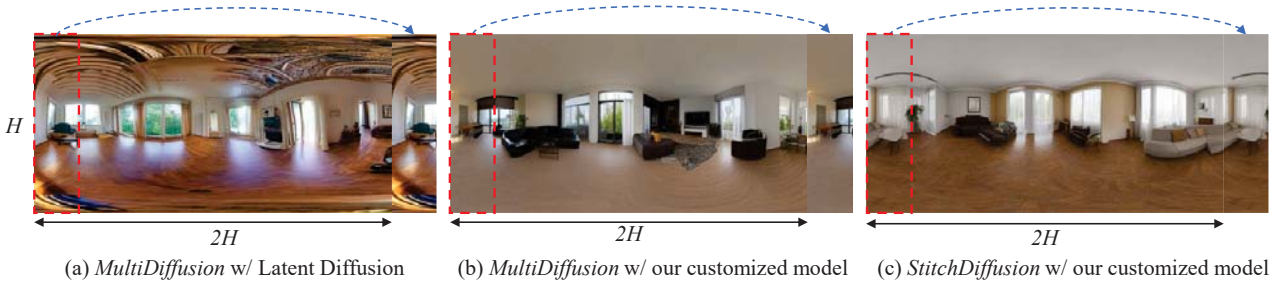 H
2H
2H
2H
(a) MultiDiffusion w/ Latent Diffusion
(b) MultiDiffusion w/ our customized model
(c) StitchDiffusion w/ our customized model